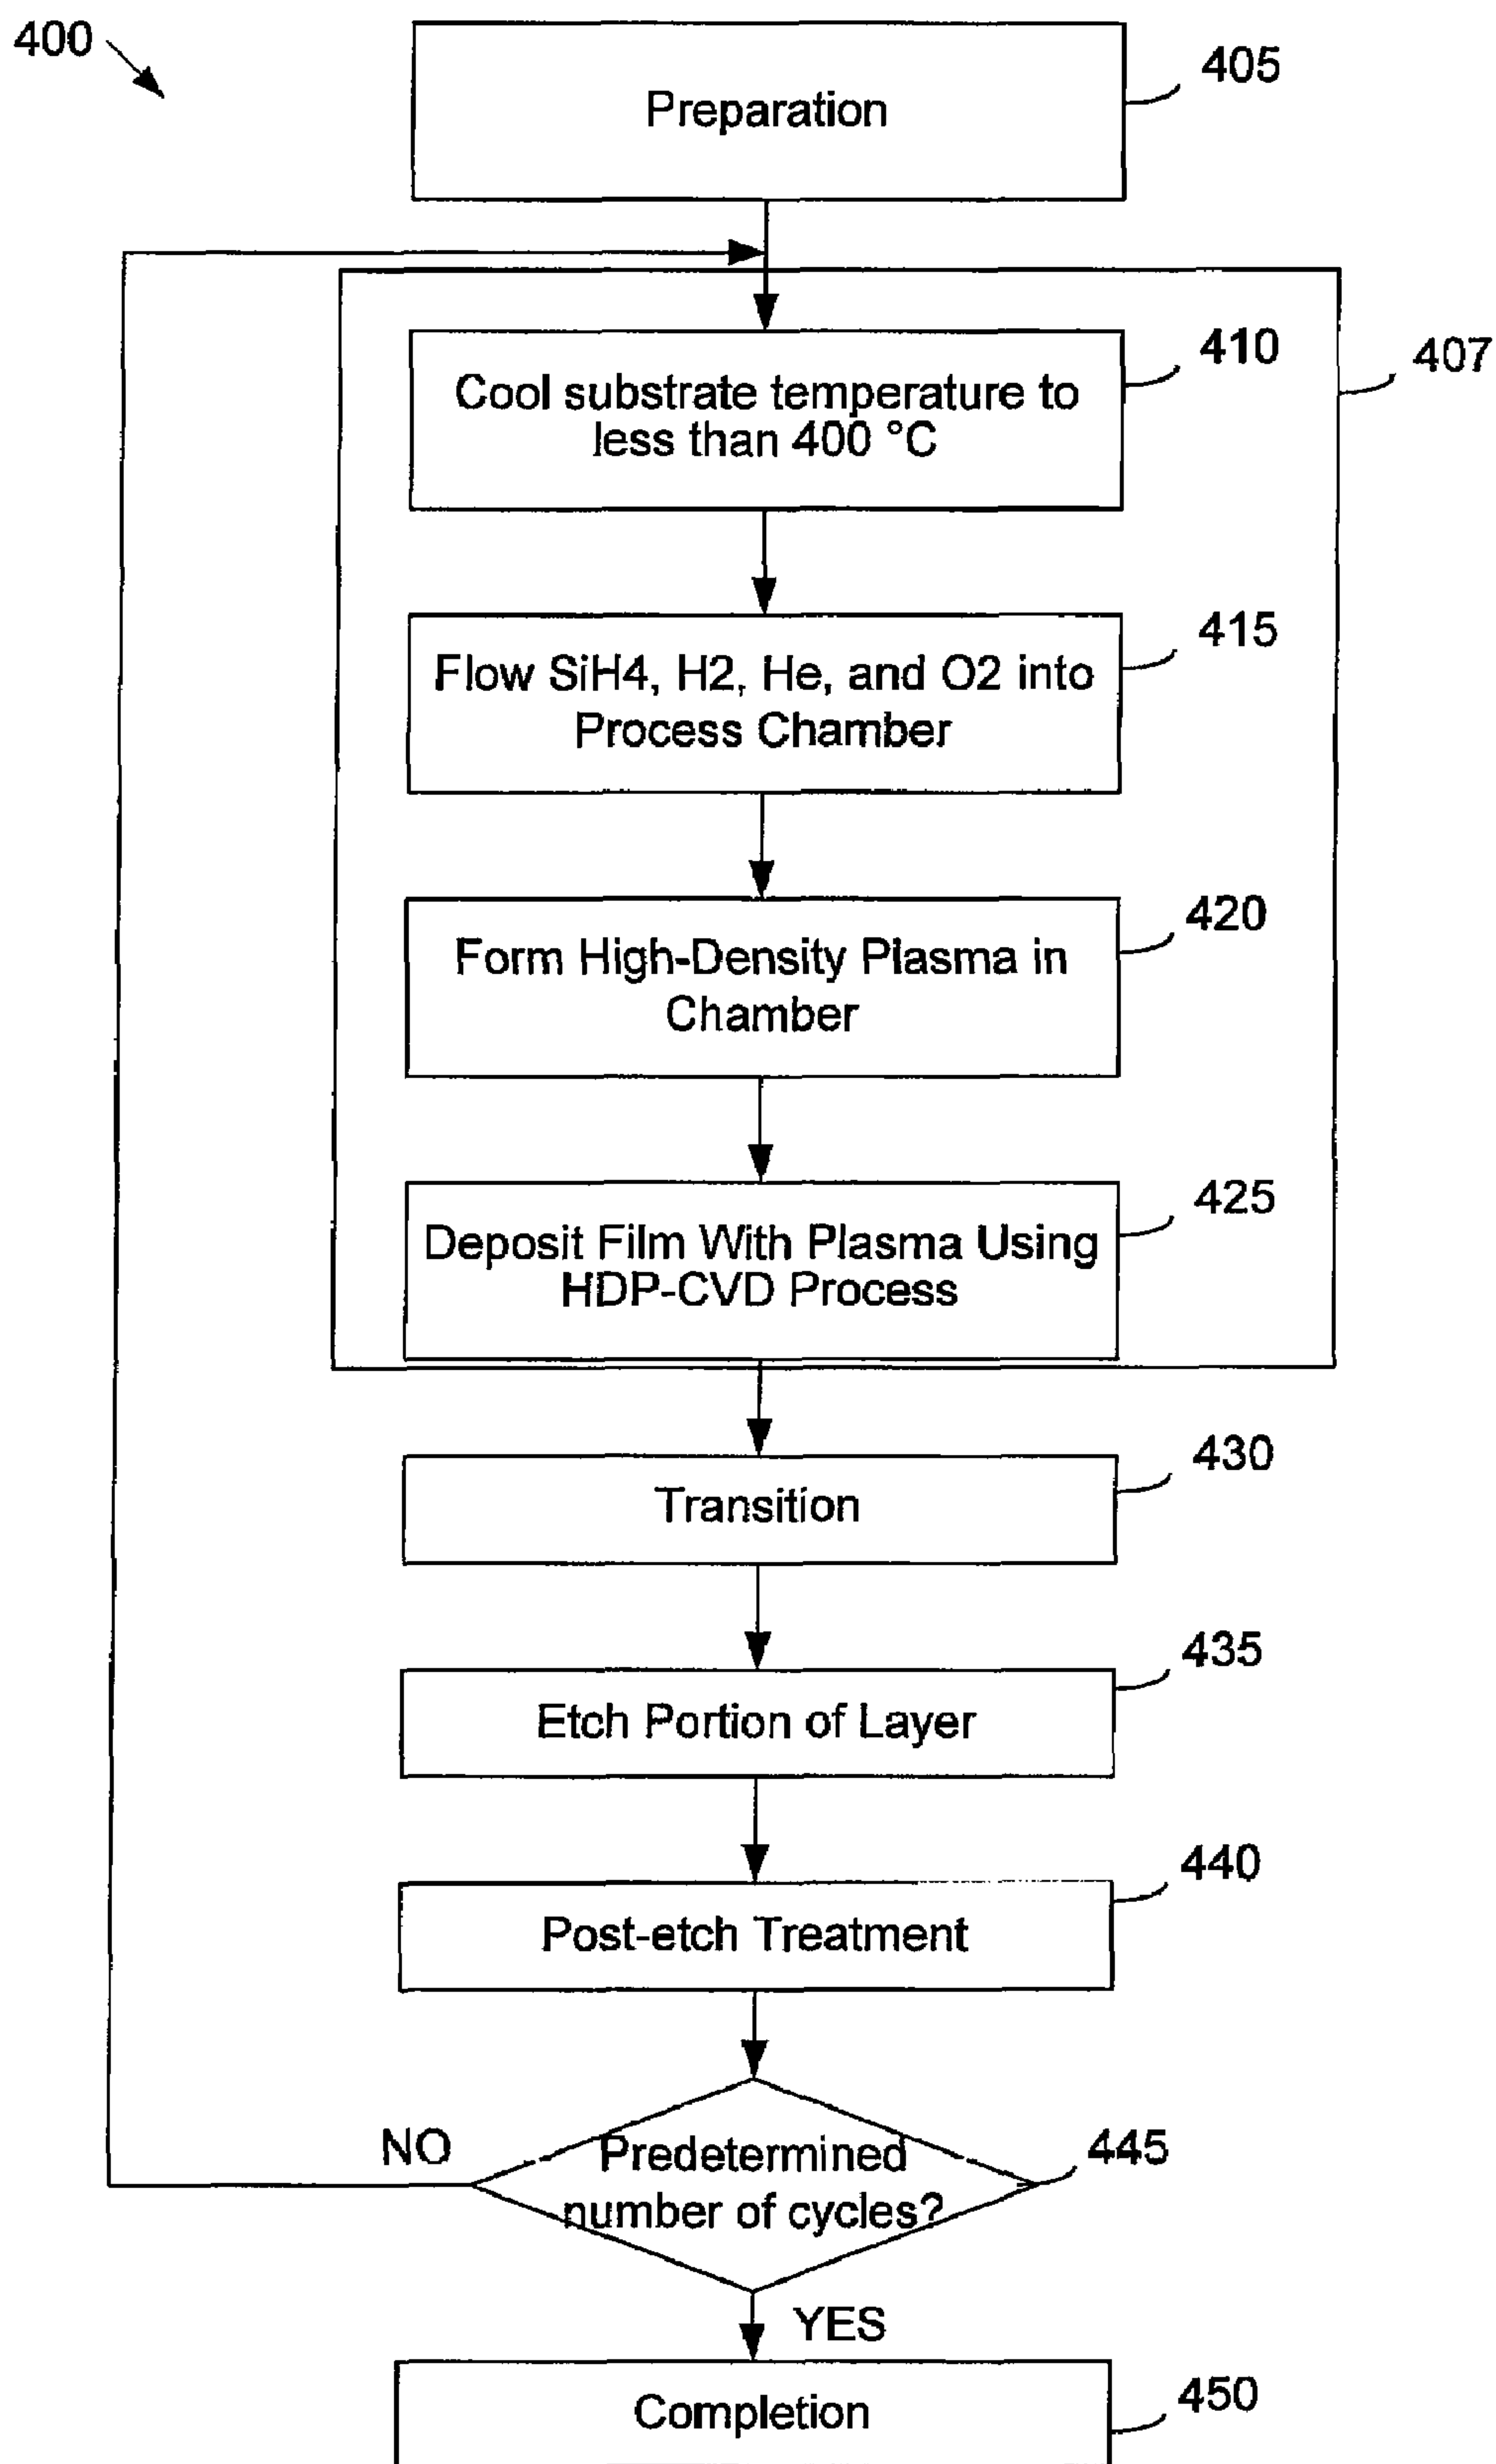 400
Preparation
405
407
Cool substrate temperature to
less than 400 °C
410
Flow SiH4, H2, He, and O2 into
Process Chamber
415
Form High-Density Plasma in
Chamber
420
Deposit Film With Plasma Using
HDP-CVD Process
425
Transition
430
Etch Portion of Layer
435
Post-etch Treatment
440
Predetermined
number of cycles?
445
NO
YES
Completion
450